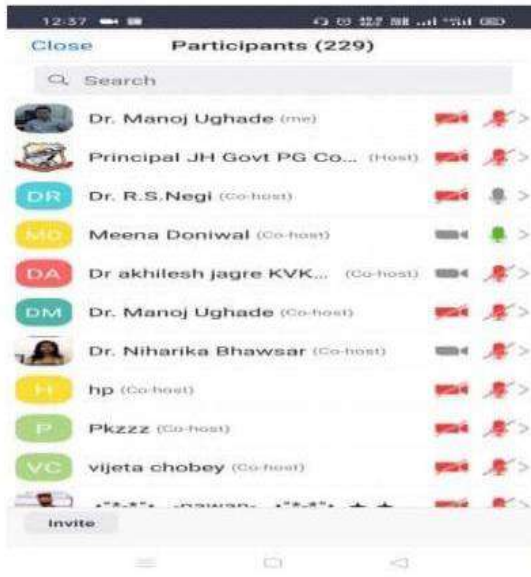 12:37
Close Participants (229)
Search
Dr. Manoj Ughade (me)
Principal JH Govt PG Co... (Host)
DR Dr. R.S.Negi (Co-host)
MD Meena Doniwal (Co-host)
DA Dr akhilesh jagre KVK... (Co-host)
DM Dr. Manoj Ughade (Co-host)
Dr. Niharika Bhawsar (Co-host)
H hp (Co-host)
P Pkzzz (Co-host)
VC vijeta chobey (Co-host)
Invite